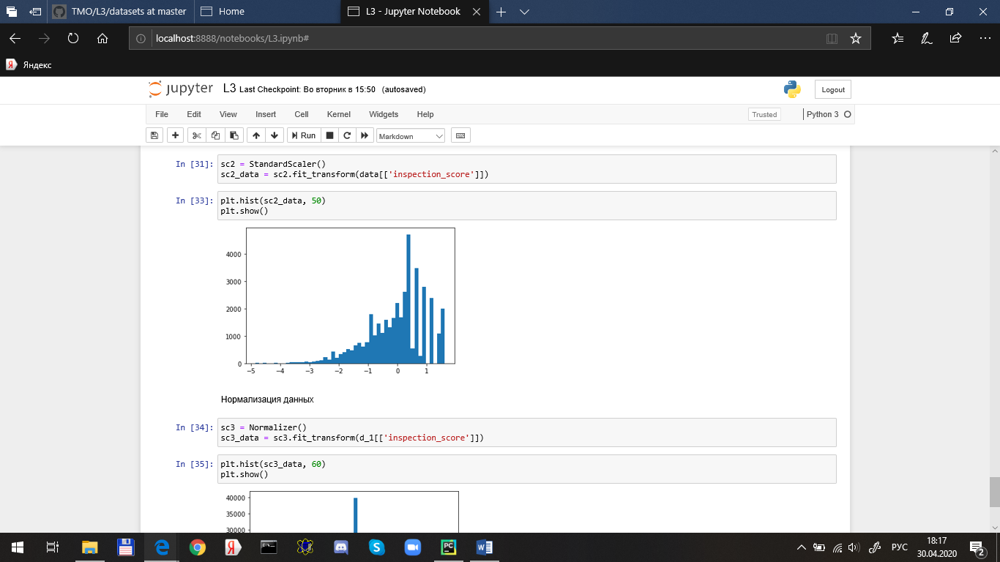 TMO/L3/datasets at master
Home
L3 - Jupyter Notebook
localhost:8888/notebooks/L3.ipynb#
Я Яндекс
jupyter L3 Last Checkpoint: Во вторник в 15:50 (autosaved)
Logout
File Edit View Insert Cell Kernel Widgets Help
Trusted
Python 3
Run
Markdown
In [31]: sc2 = StandardScaler()
sc2_data = sc2.fit_transform(data[['inspection_score']])
In [33]: plt.hist(sc2_data, 50)
plt.show()
4000
3000
2000
1000
0
−5 −4 −3 −2 −1 0 1
Нормализация данных
In [34]: sc3 = Normalizer()
sc3_data = sc3.fit_transform(d_1[['inspection_score']])
In [35]: plt.hist(sc3_data, 60)
plt.show()
40000
35000
30000
Я
PC
W
РУС
18:17
30.04.2020
2